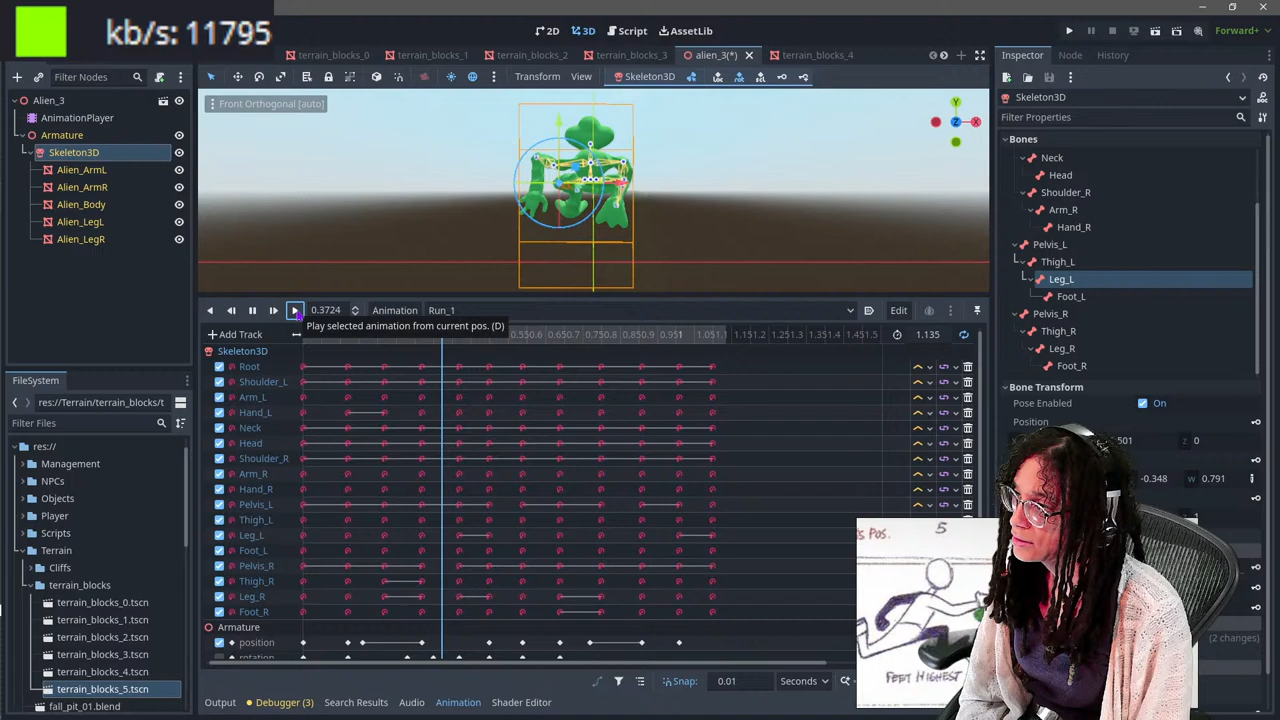 kb/s: 11795
2D 3D Script AssetLib
Forward+
terrain_blocks_0 terrain_blocks_1 terrain_blocks_2 terrain_blocks_3 alien_3(*) terrain_blocks_4
Inspector Node History
Filter Nodes
Transform View Skeleton3D
Alien_3
AnimationPlayer
Armature
Skeleton3D
Alien_ArmL
Alien_ArmR
Alien_Body
Alien_LegL
Alien_LegR
Front Orthogonal [auto]
Y
Z X
Skeleton3D
Filter Properties
Bones
Neck
Head
Shoulder_R
Arm_R
Hand_R
Pelvis_L
Thigh_L
Leg_L
Foot_L
Pelvis_R
Thigh_R
Leg_R
Foot_R
Bone Transform
Pose Enabled On
Position
501 Z 0
-0.348 W 0.791
(2 changes)
0.3724 Animation Run_1 Edit
Play selected animation from current pos. (D)
Add Track 1.135
Skeleton3D
Root
Shoulder_L
Arm_L
Hand_L
Neck
Head
Shoulder_R
Arm_R
Hand_R
Pelvis_L
Thigh_L
Leg_L
Foot_L
Pelvis_R
Thigh_R
Leg_R
Foot_R
Armature
position
rotation
Snap: 0.01 Seconds
Output Debugger (3) Search Results Audio Animation Shader Editor
FileSystem
res://Terrain/terrain_blocks/t
Filter Files
res://
Management
NPCs
Objects
Player
Scripts
Terrain
Cliffs
terrain_blocks
terrain_blocks_0.tscn
terrain_blocks_1.tscn
terrain_blocks_2.tscn
terrain_blocks_3.tscn
terrain_blocks_4.tscn
terrain_blocks_5.tscn
fall_pit_01.blend
POS. 5
FEET HIGHEST